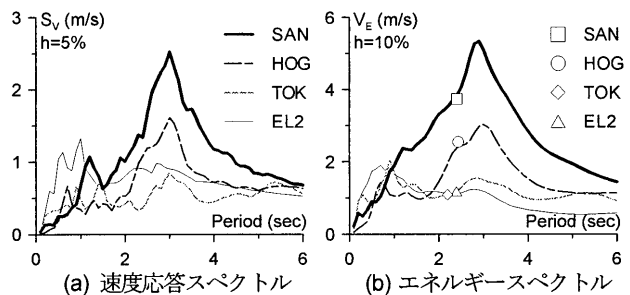 S_V (m/s)
h=5%
SAN
HOG
TOK
EL2
3
2
1
0
0 2 4 6
Period (sec)
(a) 速度応答スペクトル
V_E (m/s)
h=10%
SAN
HOG
TOK
EL2
6
4
2
0
0 2 4 6
Period (sec)
(b) エネルギースペクトル